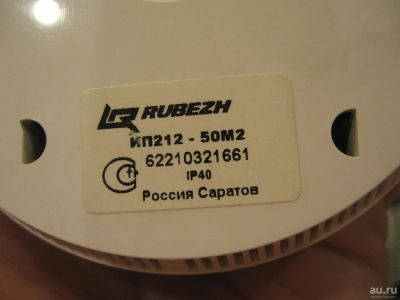 RUBEZH
ИП212 - 50М2
62210321661
IP40
Россия Саратов
au.ru